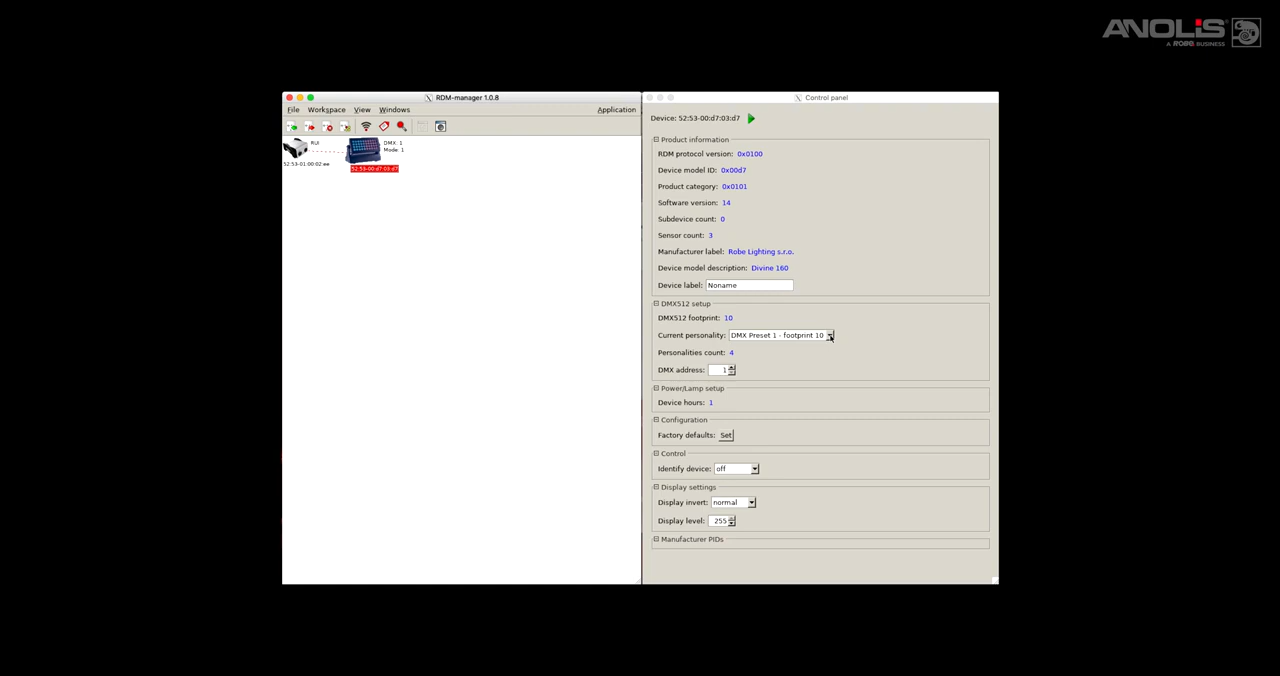 ANOLiS
A ROBE BUSINESS
RDM-manager 1.0.8
File Workspace View Windows Application
RUI
52:53-01:00:02:ee
DMX: 1
Mode: 1
52:53-00:d7:03:d7
Control panel
Device: 52:53-00:d7:03:d7
Product information
RDM protocol version: 0x0100
Device model ID: 0x00d7
Product category: 0x0101
Software version: 14
Subdevice count: 0
Sensor count: 3
Manufacturer label: Robe Lighting s.r.o.
Device model description: Divine 160
Device label: Noname
DMX512 setup
DMX512 footprint: 10
Current personality: DMX Preset 1 - footprint 10
Personalities count: 4
DMX address: 1
Power/Lamp setup
Device hours: 1
Configuration
Factory defaults: Set
Control
Identify device: off
Display settings
Display invert: normal
Display level: 255
Manufacturer PIDs